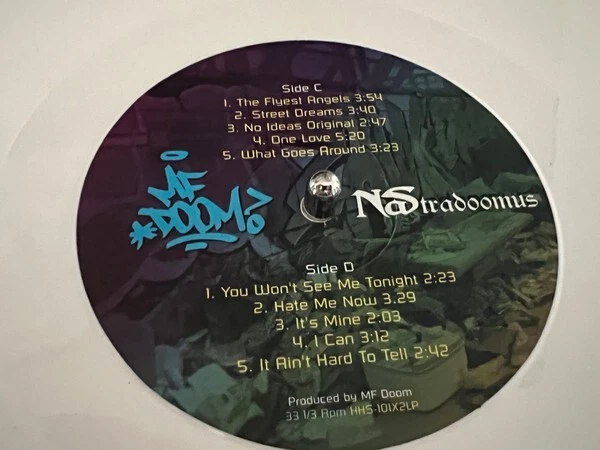 Side C
1. The Flyest Angels 3:54
2. Street Dreams 3:40
3. No Ideas Original 2:47
4. One Love 5:20
5. What Goes Around 3:23
MF
DOOM?!
NaStradoomus
Side D
1. You Won't See Me Tonight 2:23
2. Hate Me Now 3.29
3. It's Mine 2:03
4. I Can 3:12
5. It Ain't Hard To Tell 2:42
Produced by MF Doom
33 1/3 Rpm HHS-101X2LP